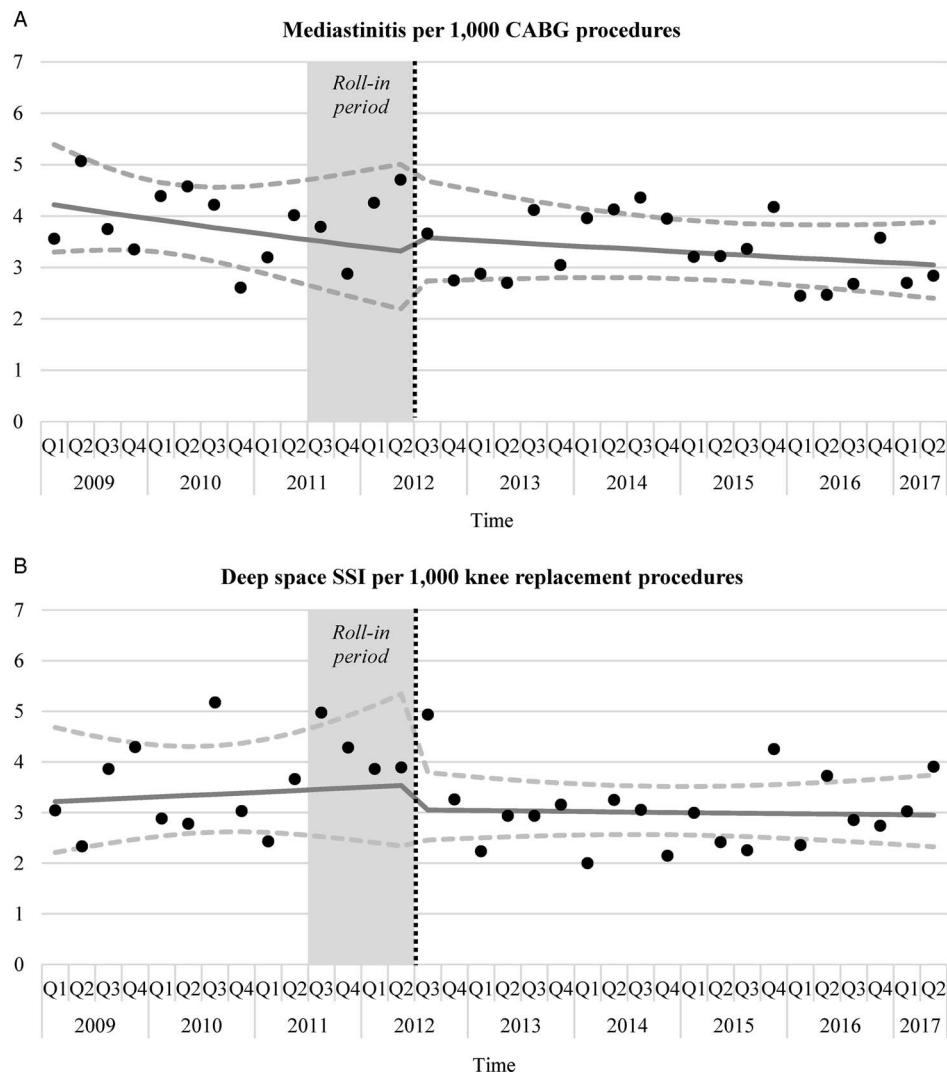 A
Mediastinitis per 1,000 CABG procedures
7
6
5
4
3
2
1
0
Roll-in
period
Q1 Q2 Q3 Q4 Q1 Q2 Q3 Q4 Q1 Q2 Q3 Q4 Q1 Q2 Q3 Q4 Q1 Q2 Q3 Q4 Q1 Q2 Q3 Q4 Q1 Q2 Q3 Q4 Q1 Q2 Q3 Q4 Q1 Q2
2009 2010 2011 2012 2013 2014 2015 2016 2017
Time
B
Deep space SSI per 1,000 knee replacement procedures
7
6
5
4
3
2
1
0
Roll-in
period
Q1 Q2 Q3 Q4 Q1 Q2 Q3 Q4 Q1 Q2 Q3 Q4 Q1 Q2 Q3 Q4 Q1 Q2 Q3 Q4 Q1 Q2 Q3 Q4 Q1 Q2 Q3 Q4 Q1 Q2 Q3 Q4 Q1 Q2
2009 2010 2011 2012 2013 2014 2015 2016 2017
Time